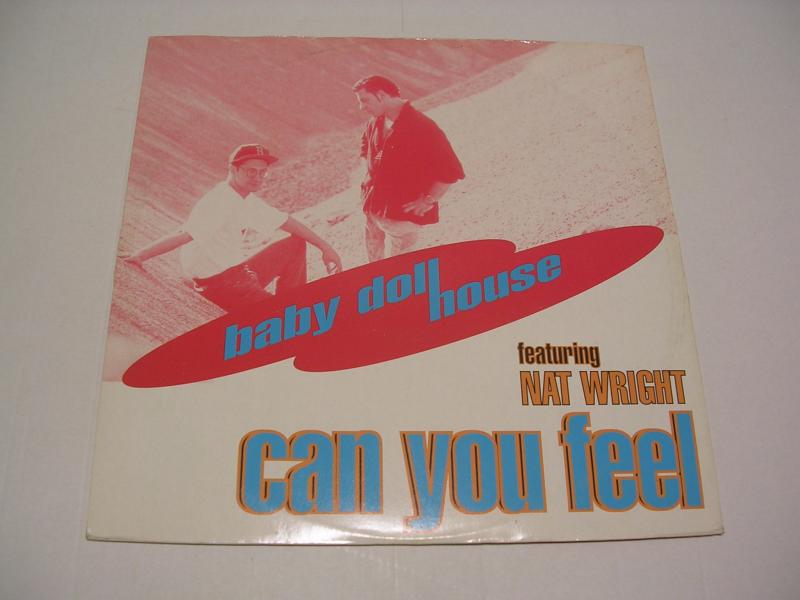 baby doll
house
featuring
NAT WRIGHT
can you feel